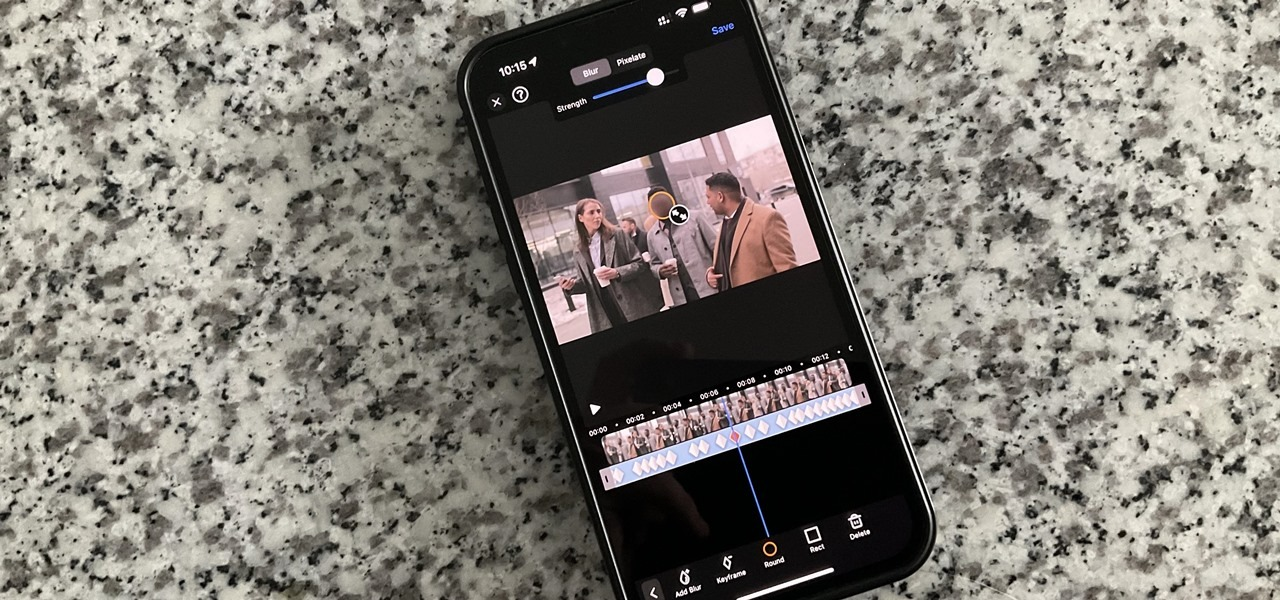 10:15
Save
Blur Pixelate
?
Strength
00:00 00:02 00:04 00:06 00:08 00:10 00:12
Add Blur Keyframe Round Rect Delete